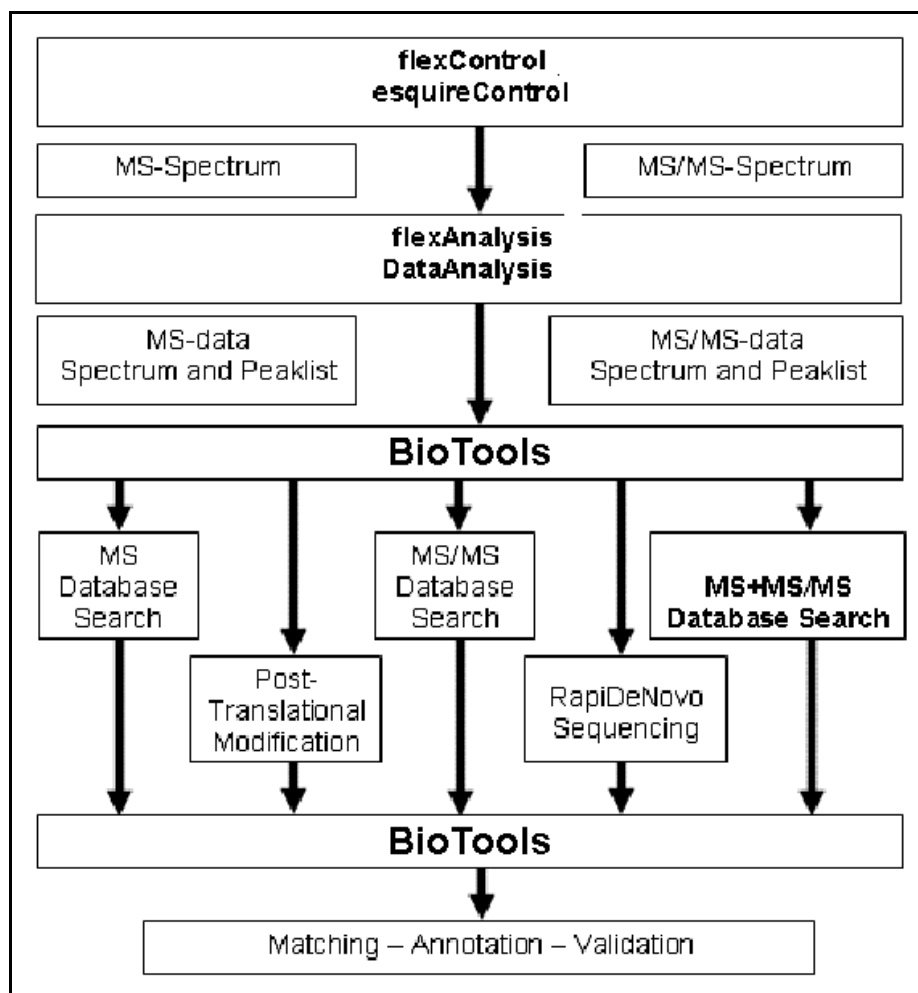 flexControl
esquireControl
MS-Spectrum
MS/MS-Spectrum
flexAnalysis
DataAnalysis
MS-data
Spectrum and Peaklist
MS/MS-data
Spectrum and Peaklist
BioTools
MS
Database
Search
MS/MS
Database
Search
MS+MS/MS
Database Search
Post-
Translational
Modification
RapiDeNovo
Sequencing
BioTools
Matching – Annotation – Validation